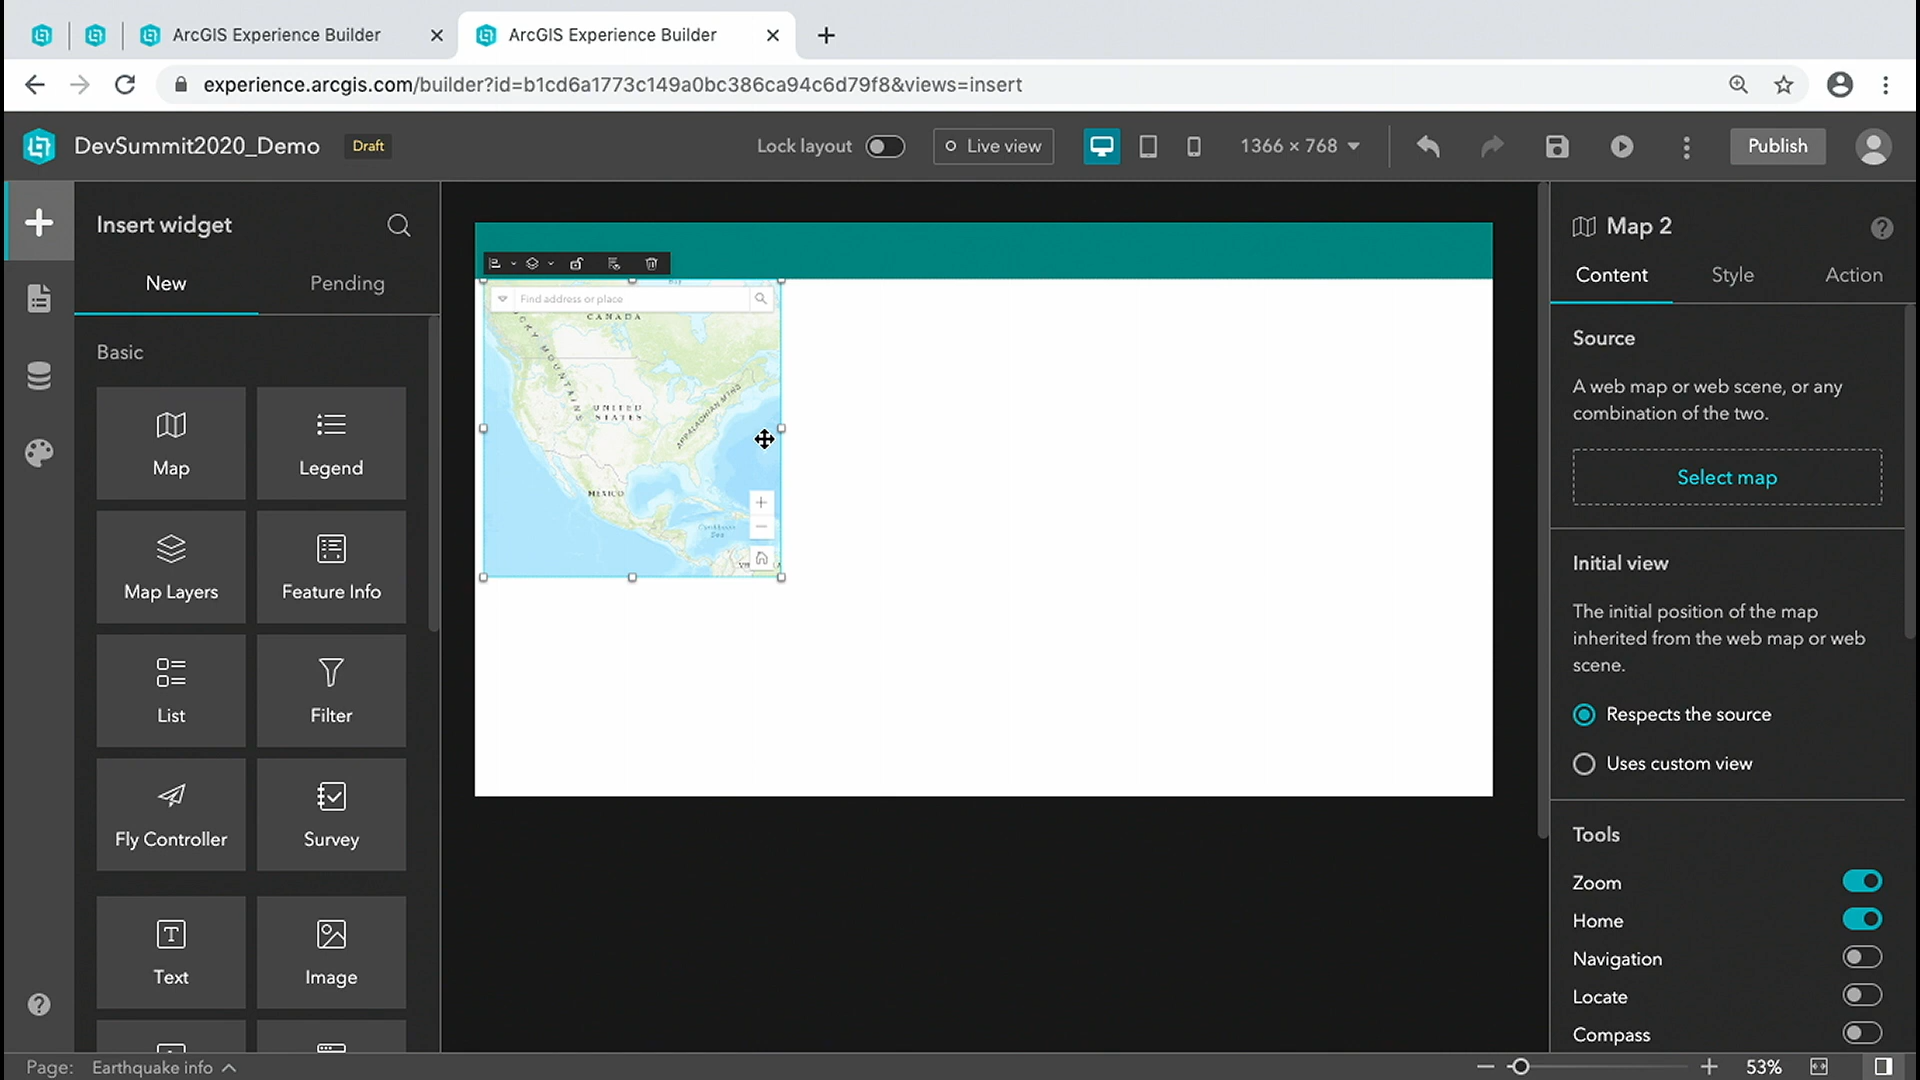 ArcGIS Experience Builder
ArcGIS Experience Builder
experience.arcgis.com/builder?id=b1cd6a1773c149a0bc386ca94c6d79f8&views=insert
DevSummit2020_Demo
Draft
Lock layout
Live view
1366 × 768
Publish
Insert widget
New
Pending
Basic
Map
Legend
Map Layers
Feature Info
List
Filter
Fly Controller
Survey
Text
Image
Find address or place
CANADA
UNITED
STATES
APPALACHIAN MTNS
MEXICO
Caribbean
Sea
Map 2
Content
Style
Action
Source
A web map or web scene, or any
combination of the two.
Select map
Initial view
The initial position of the map
inherited from the web map or web
scene.
Respects the source
Uses custom view
Tools
Zoom
Home
Navigation
Locate
Compass
Page:
Earthquake info
53%